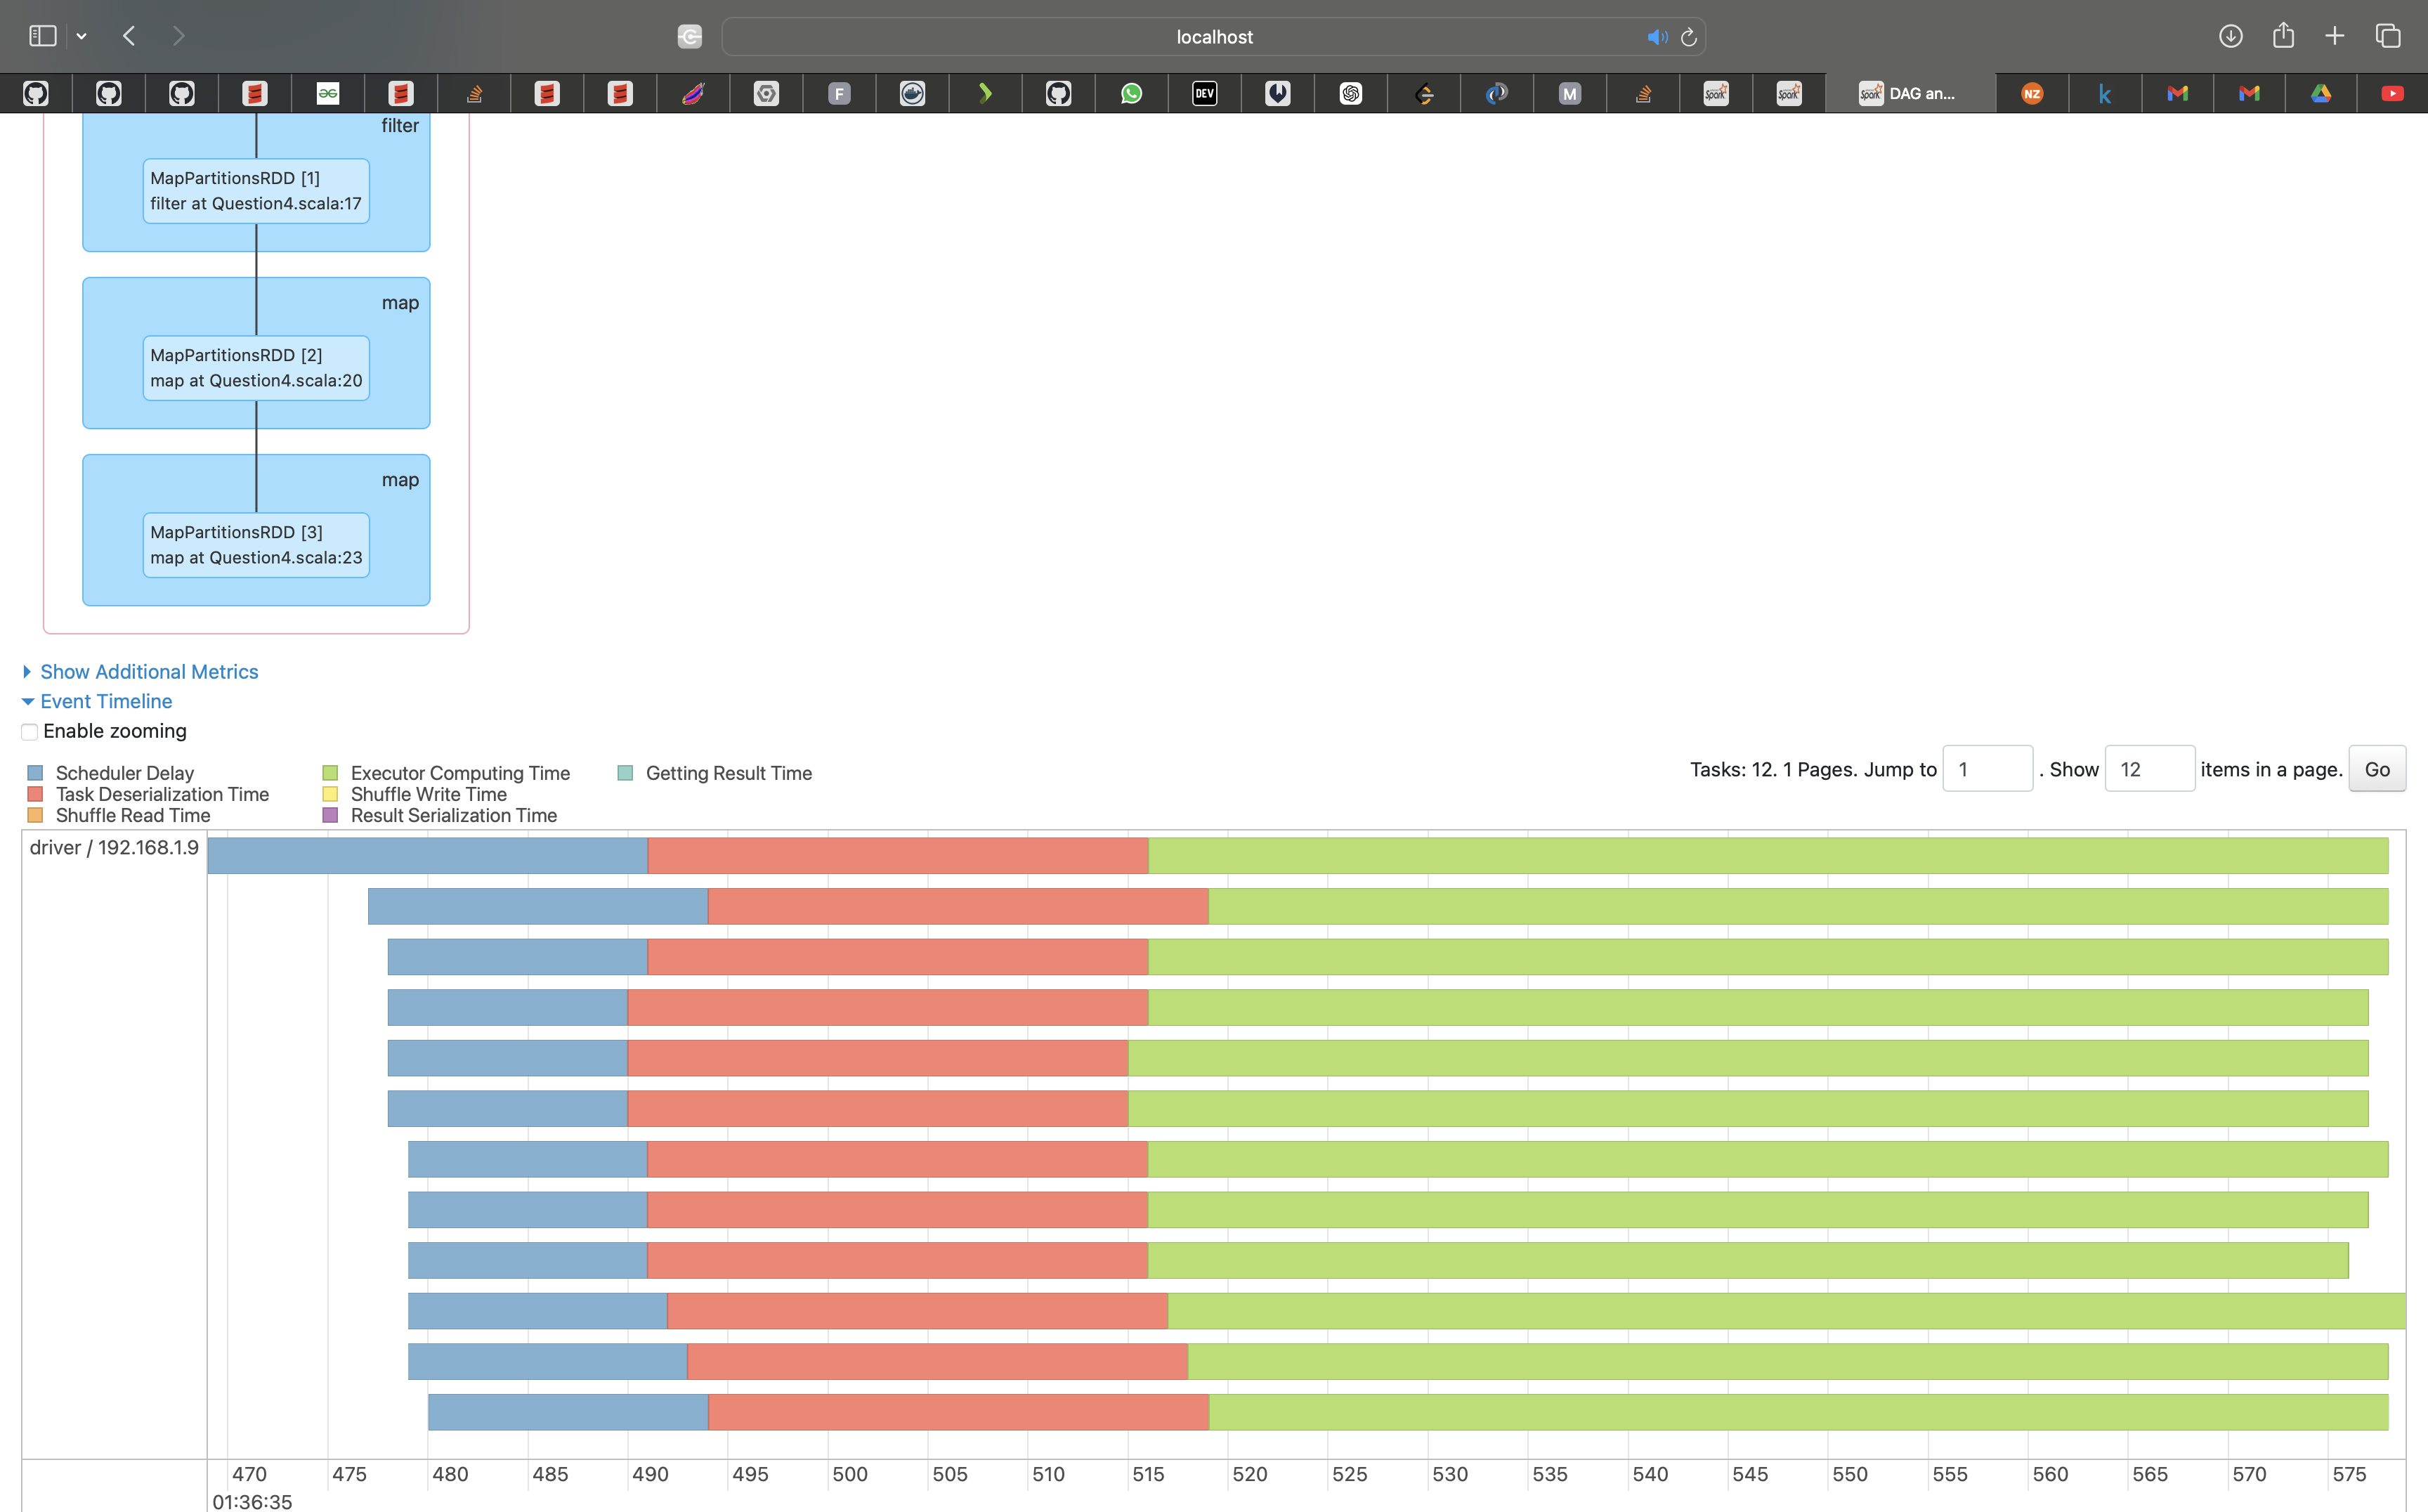 localhost
F
DEV
M
Spark
Spark
Spark DAG an...
NZ
k
filter
MapPartitionsRDD [1]
filter at Question4.scala:17
map
MapPartitionsRDD [2]
map at Question4.scala:20
map
MapPartitionsRDD [3]
map at Question4.scala:23
Show Additional Metrics
Event Timeline
Enable zooming
Scheduler Delay
Task Deserialization Time
Shuffle Read Time
Executor Computing Time
Shuffle Write Time
Result Serialization Time
Getting Result Time
Tasks: 12. 1 Pages. Jump to 1 . Show 12 items in a page. Go
driver / 192.168.1.9
470 475 480 485 490 495 500 505 510 515 520 525 530 535 540 545 550 555 560 565 570 575
01:36:35